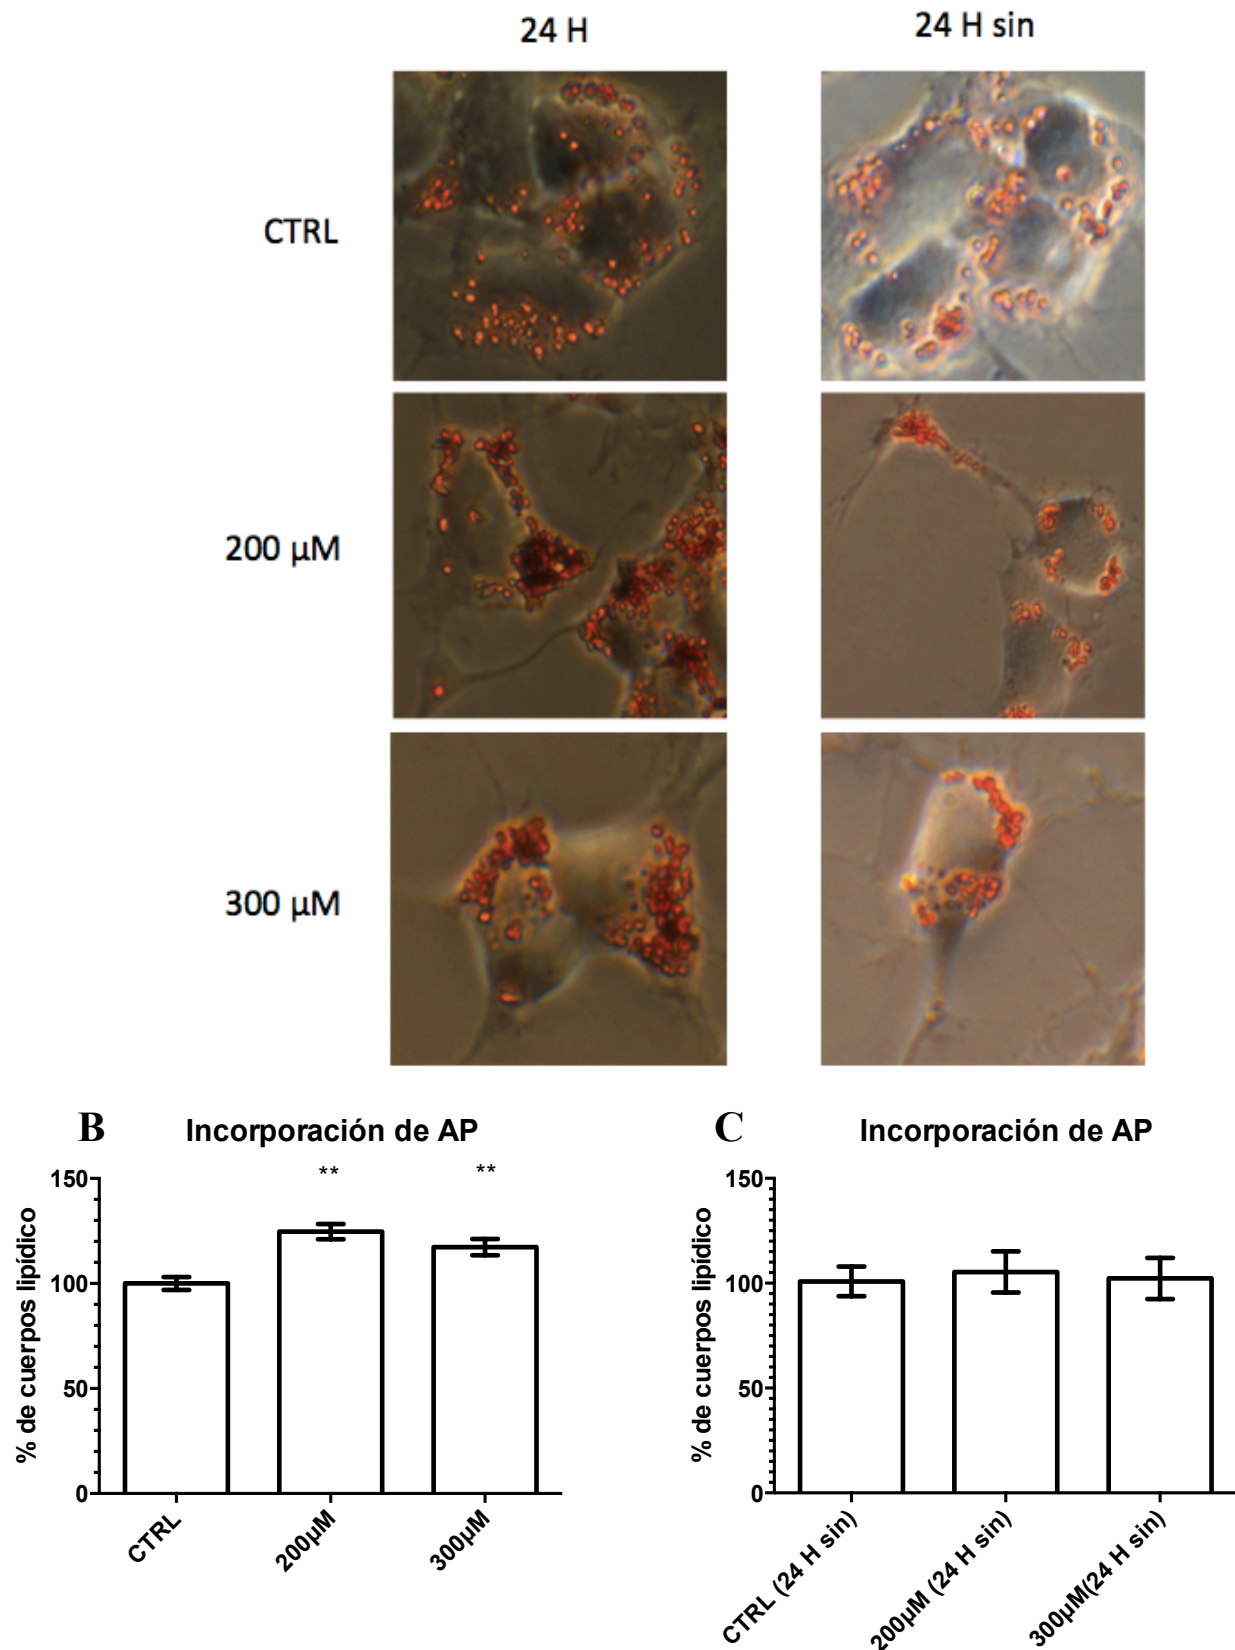 24 H
24 H sin
CTRL
200 µM
300 µM
B
Incorporación de AP
% de cuerpos lipídico
150
100
50
0
**
**
CTRL
200µM
300µM
C
Incorporación de AP
% de cuerpos lipídico
150
100
50
0
CTRL (24 H sin)
200µM (24 H sin)
300µM(24 H sin)